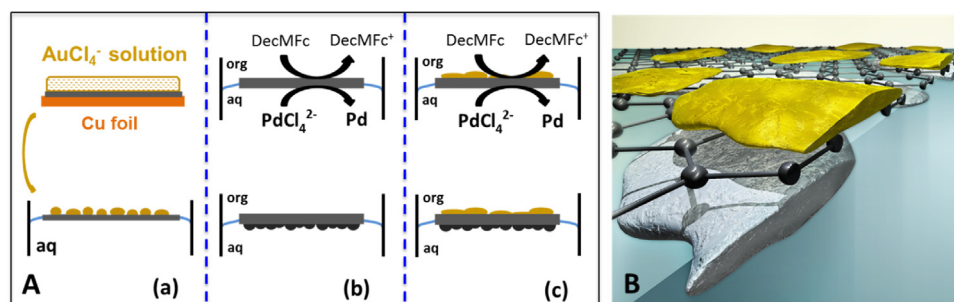 AuCl₄⁻ solution
Cu foil
aq
A
(a)
DecMFc DecMFc⁺
org
aq
PdCl₄²⁻ Pd
org
aq
(b)
DecMFc DecMFc⁺
org
aq
PdCl₄²⁻ Pd
org
aq
(c)
B